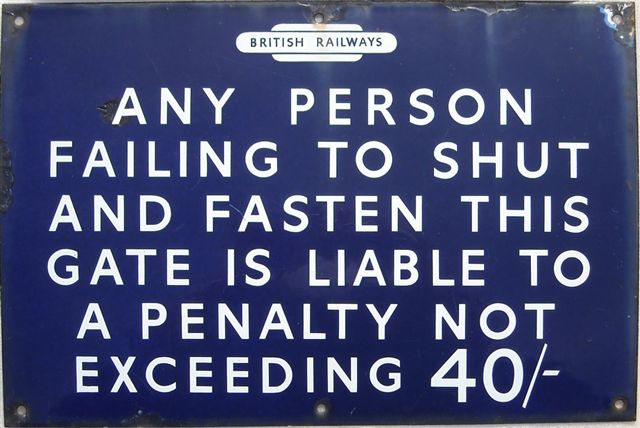 BRITISH RAILWAYS
ANY PERSON
FAILING TO SHUT
AND FASTEN THIS
GATE IS LIABLE TO
A PENALTY NOT
EXCEEDING 40/-